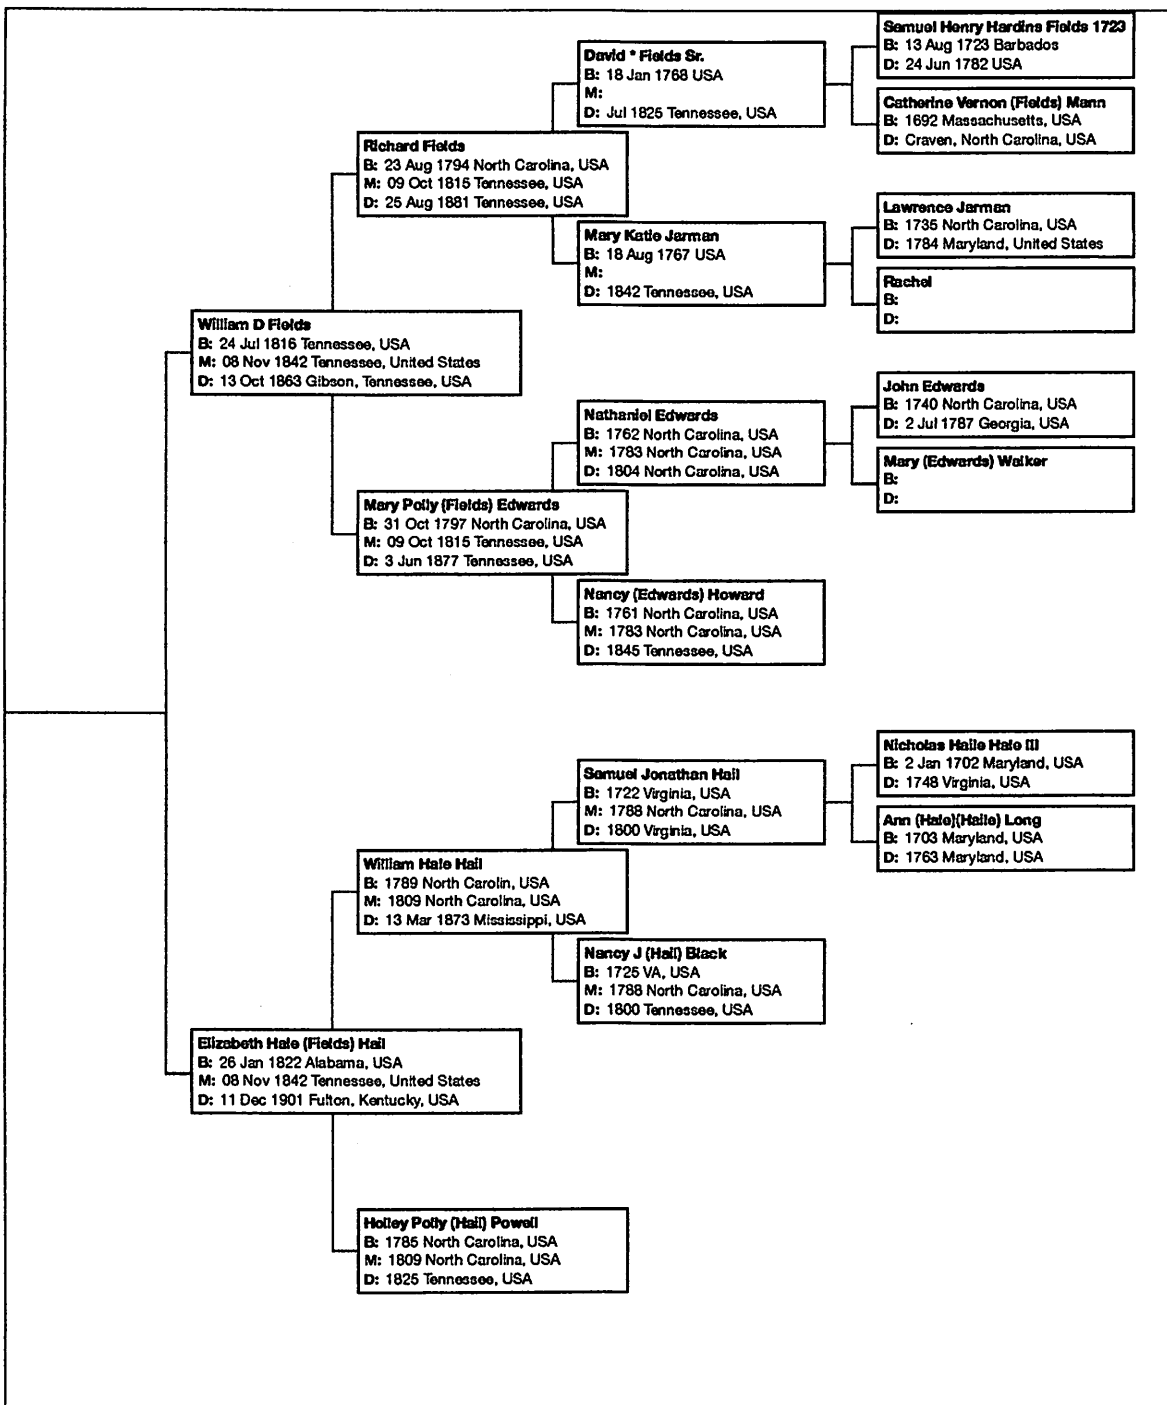 Samuel Henry Hardins Fields 1723
B: 13 Aug 1723 Barbados
D: 24 Jun 1782 USA
David * Fields Sr.
B: 18 Jan 1768 USA
M:
D: Jul 1825 Tennessee, USA
Catherine Vernon (Fields) Mann
B: 1692 Massachusetts, USA
D: Craven, North Carolina, USA
Richard Fields
B: 23 Aug 1794 North Carolina, USA
M: 09 Oct 1815 Tennessee, USA
D: 25 Aug 1881 Tennessee, USA
Lawrence Jarman
B: 1735 North Carolina, USA
D: 1784 Maryland, United States
Mary Katie Jarman
B: 18 Aug 1767 USA
M:
D: 1842 Tennessee, USA
Rachel
B:
D:
William D Fields
B: 24 Jul 1816 Tennessee, USA
M: 08 Nov 1842 Tennessee, United States
D: 13 Oct 1863 Gibson, Tennessee, USA
John Edwards
B: 1740 North Carolina, USA
D: 2 Jul 1787 Georgia, USA
Nathaniel Edwards
B: 1762 North Carolina, USA
M: 1783 North Carolina, USA
D: 1804 North Carolina, USA
Mary (Edwards) Walker
B:
D:
Mary Polly (Fields) Edwards
B: 31 Oct 1797 North Carolina, USA
M: 09 Oct 1815 Tennessee, USA
D: 3 Jun 1877 Tennessee, USA
Nancy (Edwards) Howard
B: 1761 North Carolina, USA
M: 1783 North Carolina, USA
D: 1845 Tennessee, USA
Nicholas Haile Hale III
B: 2 Jan 1702 Maryland, USA
D: 1748 Virginia, USA
Samuel Jonathan Hail
B: 1722 Virginia, USA
M: 1788 North Carolina, USA
D: 1800 Virginia, USA
Ann (Hale)(Haile) Long
B: 1703 Maryland, USA
D: 1763 Maryland, USA
William Hale Hail
B: 1789 North Carolin, USA
M: 1809 North Carolina, USA
D: 13 Mar 1873 Mississippi, USA
Nancy J (Hail) Black
B: 1725 VA, USA
M: 1788 North Carolina, USA
D: 1800 Tennessee, USA
Elizabeth Hale (Fields) Hail
B: 26 Jan 1822 Alabama, USA
M: 08 Nov 1842 Tennessee, United States
D: 11 Dec 1901 Fulton, Kentucky, USA
Holley Polly (Hail) Powell
B: 1785 North Carolina, USA
M: 1809 North Carolina, USA
D: 1825 Tennessee, USA